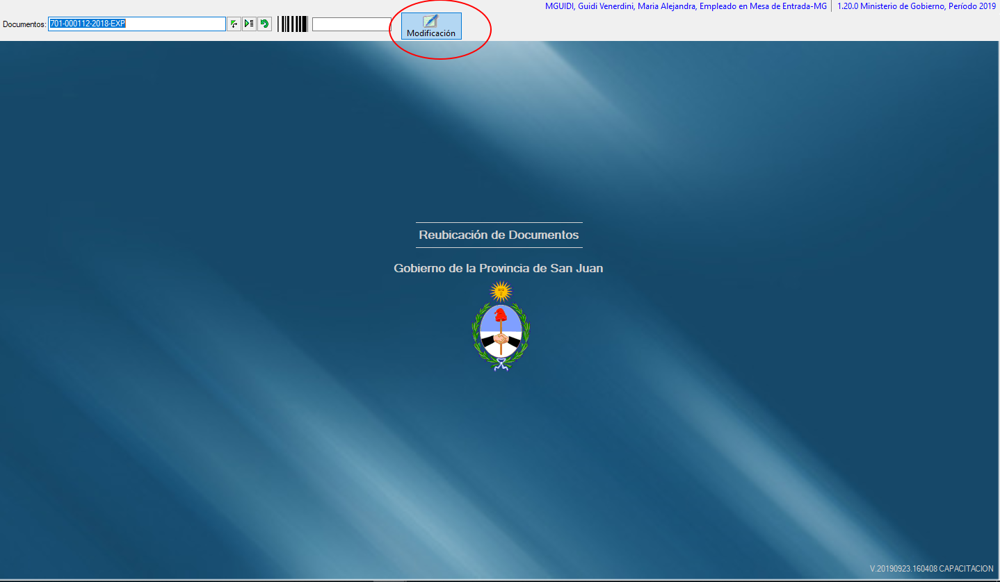 MGUIDI, Guidi Venerdini, Maria Alejandra, Empleado en Mesa de Entrada-MG 1.20.0 Ministerio de Gobierno, Período 2019
Documentos: 701-000112-2018-EXP
Modificación
Reubicación de Documentos
Gobierno de la Provincia de San Juan
V.20190923.160408 CAPACITACION